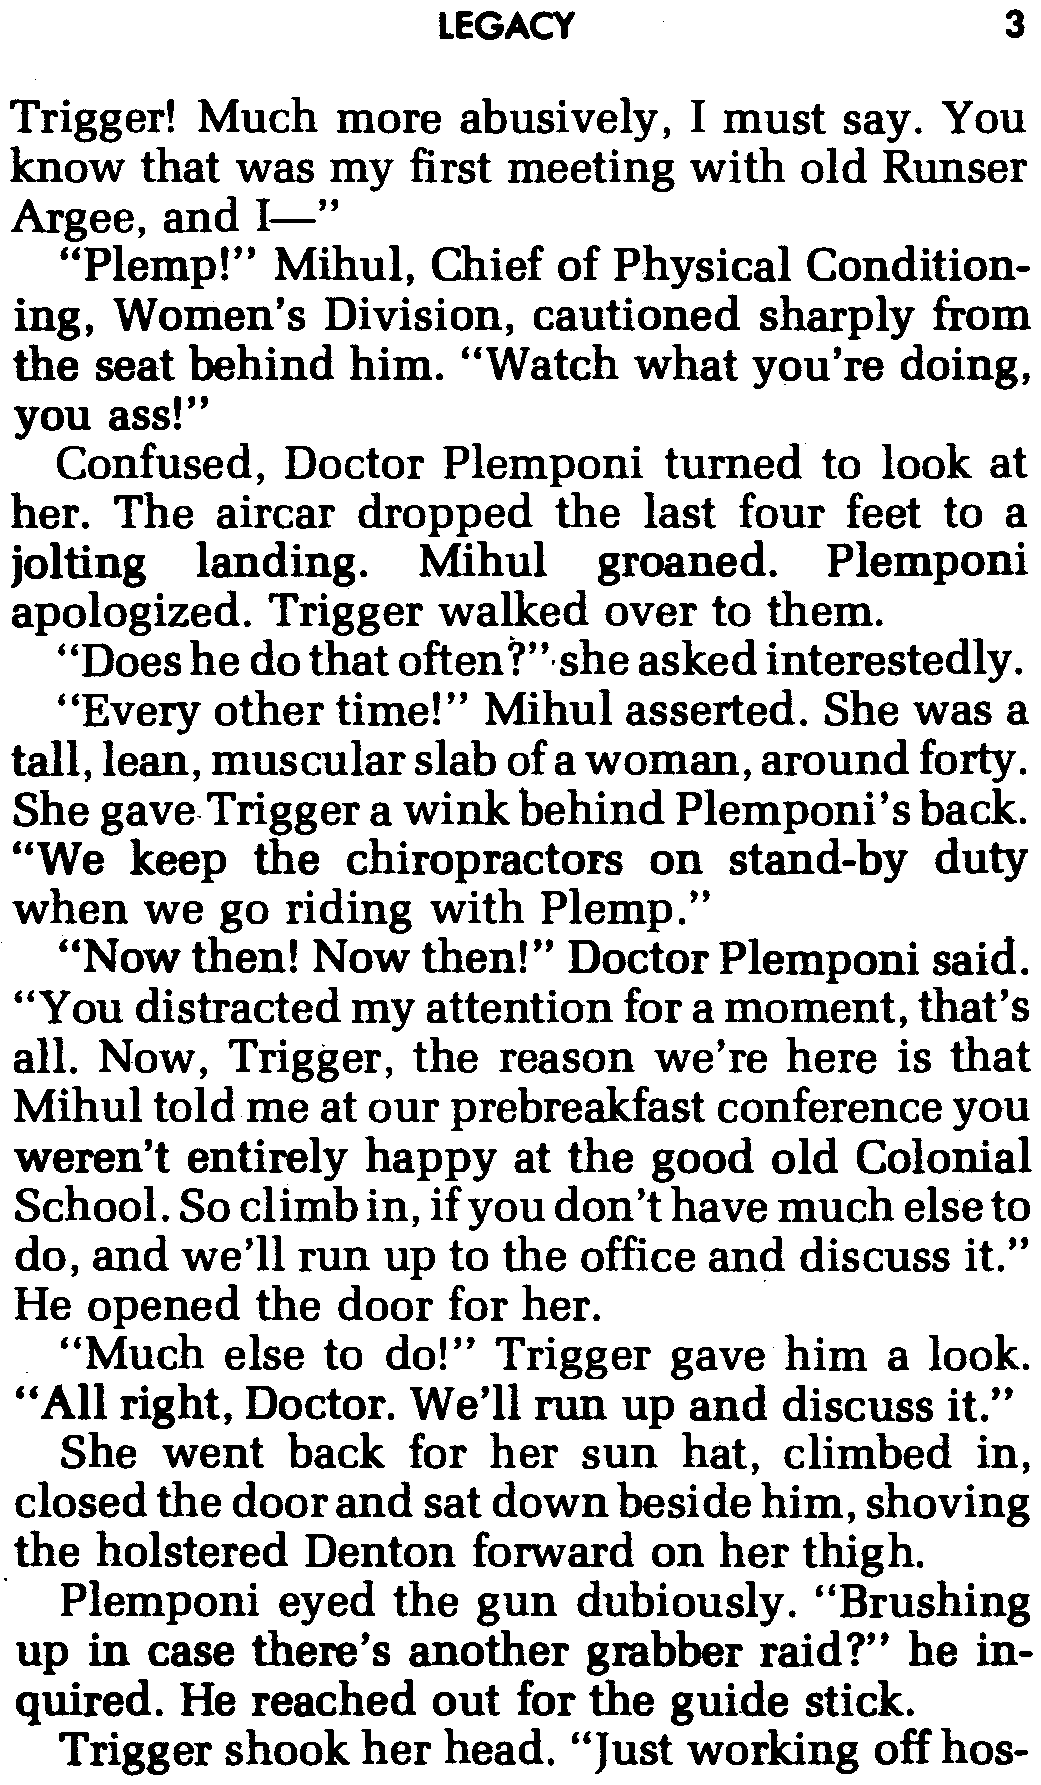 LEGACY 3
Trigger! Much more abusively, I must say. You
know that was my first meeting with old Runser
Argee, and I—”
“Plemp!” Mihul, Chief of Physical Condition-
ing, Women's Division, cautioned sharply from
the seat behind him. “Watch what you're doing,
you ass!”
Confused, Doctor Plemponi turned to look at
her. The aircar dropped the last four feet to a
jolting landing. Mihul groaned. Plemponi
apologized. Trigger walked over to them.
“Does he do that often?” she asked interestedly.
“Every other time!” Mihul asserted. She was a
tall, lean, muscular slab of a woman, around forty.
She gave Trigger a wink behind Plemponi's back.
“We keep the chiropractors on stand-by duty
when we go riding with Plemp.”
“Now then! Now then!” Doctor Plemponi said.
“You distracted my attention for a moment, that's
all. Now, Trigger, the reason we're here is that
Mihul told me at our prebreakfast conference you
weren't entirely happy at the good old Colonial
School. So climb in, if you don't have much else to
do, and we'll run up to the office and discuss it.”
He opened the door for her.
“Much else to do!” Trigger gave him a look.
“All right, Doctor. We'll run up and discuss it.”
She went back for her sun hat, climbed in,
closed the door and sat down beside him, shoving
the holstered Denton forward on her thigh.
Plemponi eyed the gun dubiously. “Brushing
up in case there's another grabber raid?” he in-
quired. He reached out for the guide stick.
Trigger shook her head. “Just working off hos-